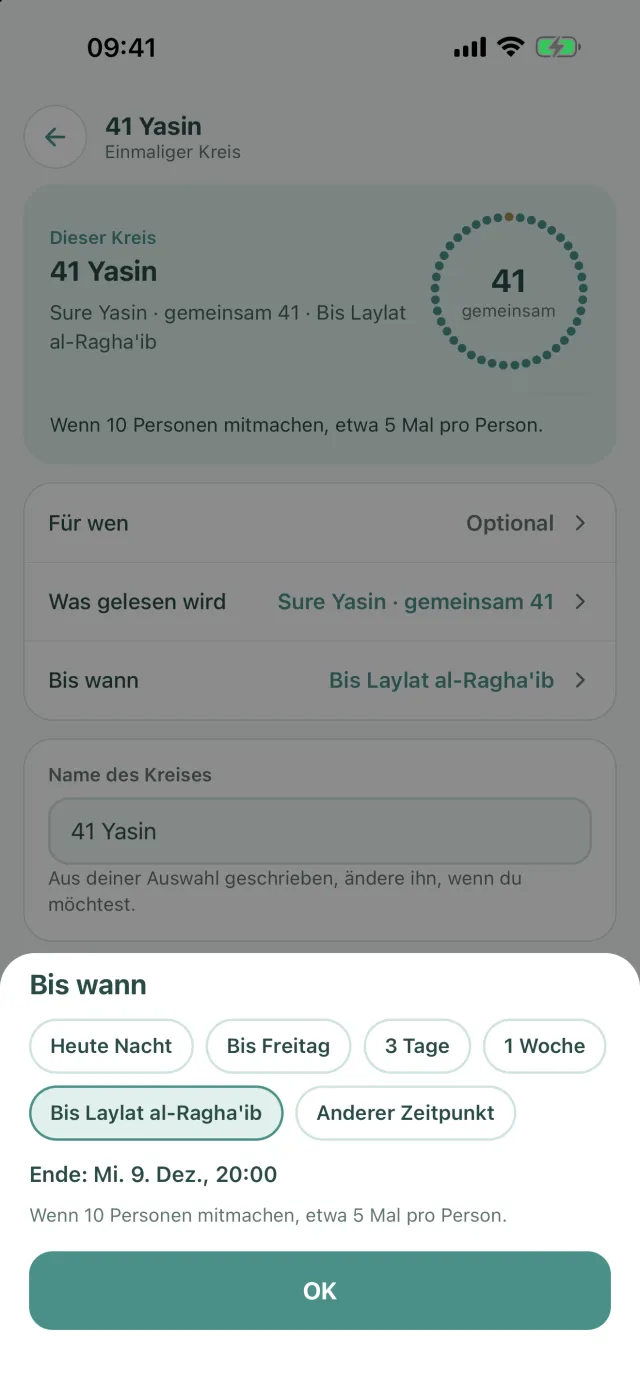 09:41
41 Yasin
Einmaliger Kreis
Dieser Kreis
41 Yasin
Sure Yasin · gemeinsam 41 · Bis Laylat
al-Ragha'ib
41
gemeinsam
Wenn 10 Personen mitmachen, etwa 5 Mal pro Person.
Für wen Optional
Was gelesen wird Sure Yasin · gemeinsam 41
Bis wann Bis Laylat al-Ragha'ib
Name des Kreises
41 Yasin
Aus deiner Auswahl geschrieben, ändere ihn, wenn du
möchtest.
Bis wann
Heute Nacht Bis Freitag 3 Tage 1 Woche
Bis Laylat al-Ragha'ib Anderer Zeitpunkt
Ende: Mi. 9. Dez., 20:00
Wenn 10 Personen mitmachen, etwa 5 Mal pro Person.
OK